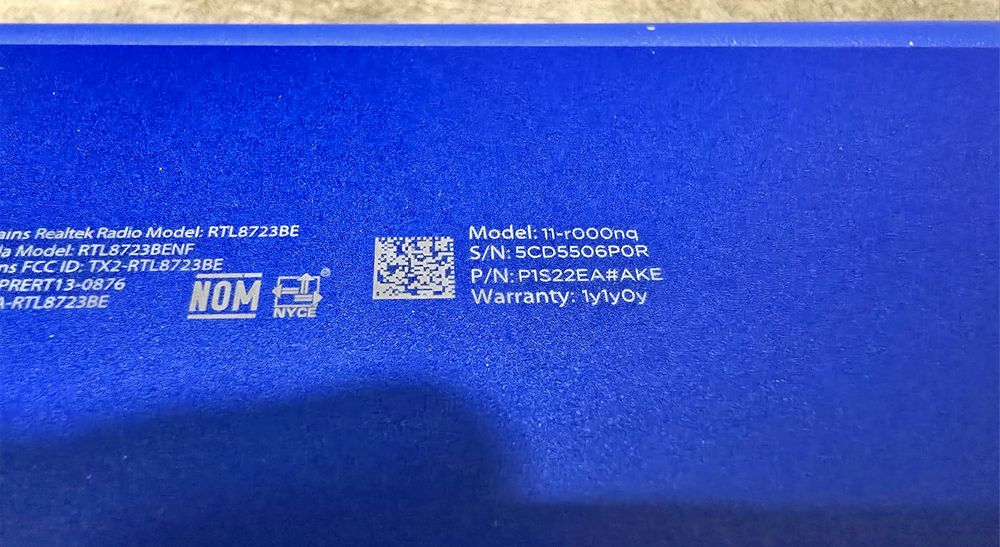 ains Realtek Radio Model: RTL8723BE
la Model: RTL8723BENF
ns FCC ID: TX2-RTL8723BE
PRERT13-0876
A-RTL8723BE
NOM
NYCE
Model: 11-r000nq
S/N: 5CD5506P0R
P/N: P1S22EA#AKE
Warranty: 1y1y0y